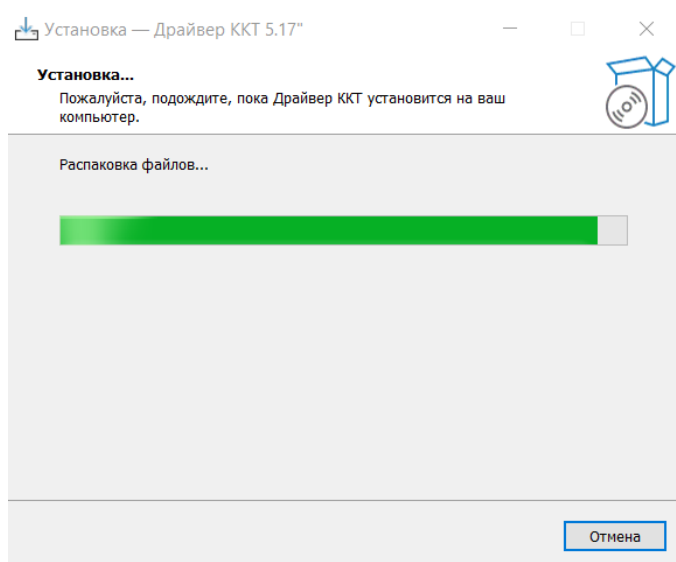 Установка — Драйвер ККТ 5.17"
Установка...
Пожалуйста, подождите, пока Драйвер ККТ установится на ваш
компьютер.
Распаковка файлов...
Отмена